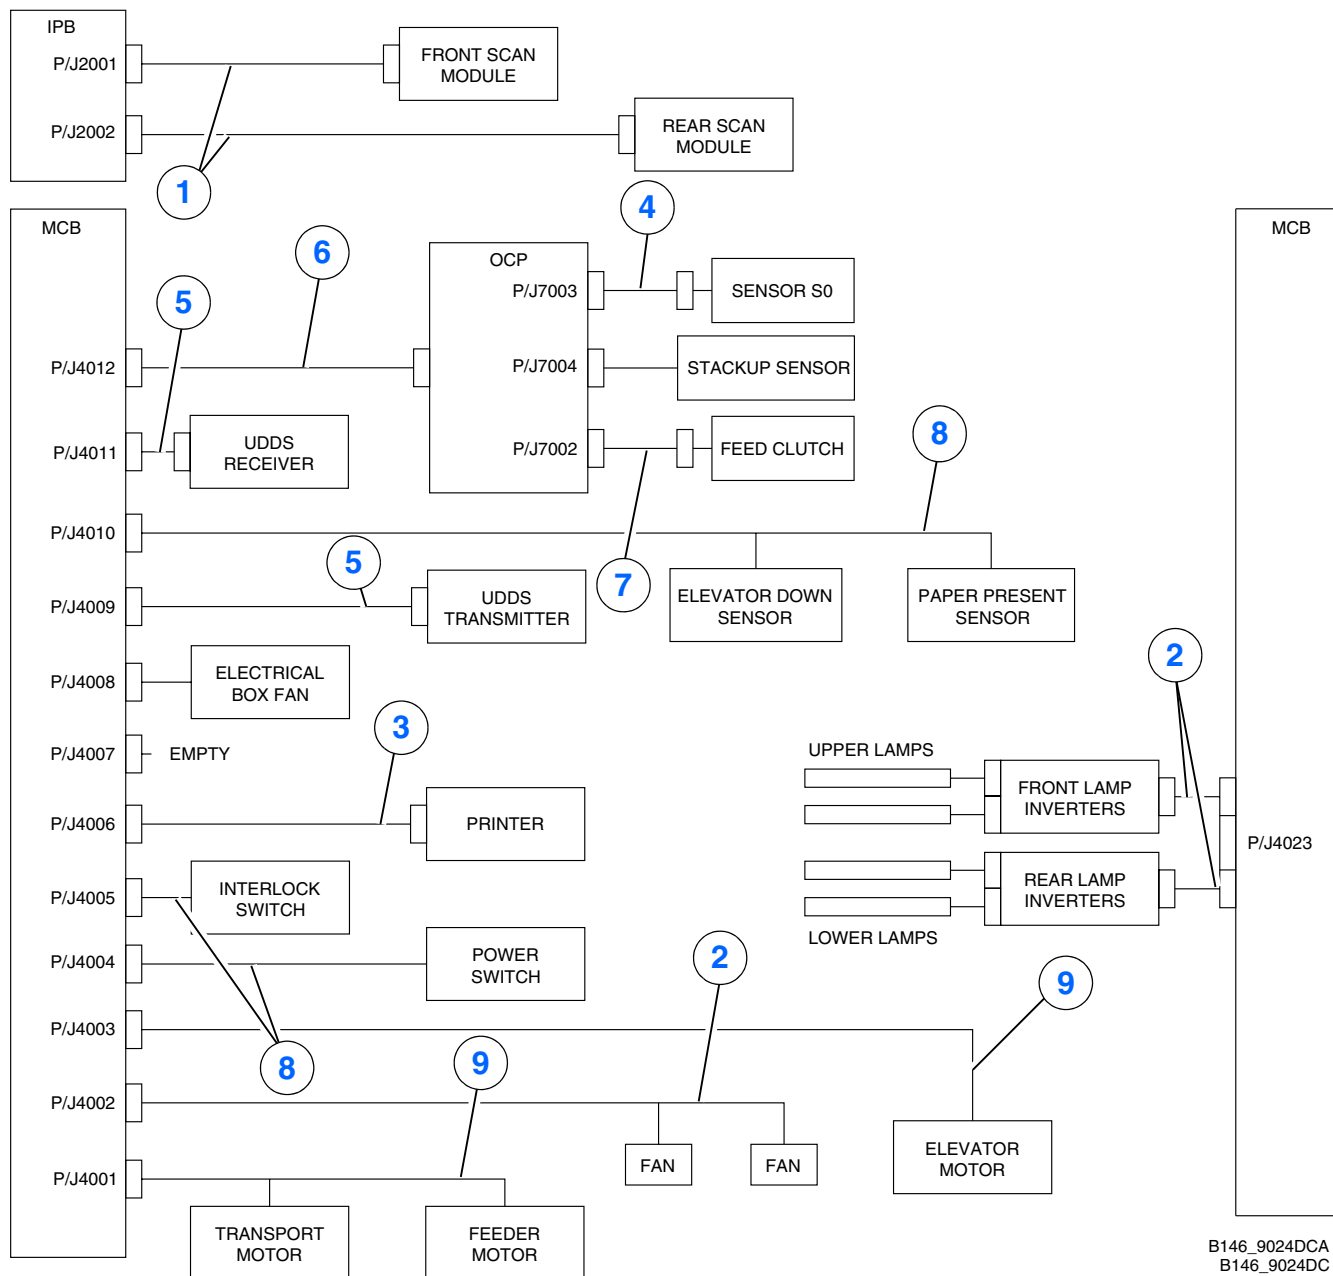 IPB
P/J2001
FRONT SCAN
MODULE
P/J2002
REAR SCAN
MODULE
1
MCB
MCB
4
6
OCP
P/J7003
SENSOR S0
5
P/J4012
P/J7004
STACKUP SENSOR
P/J4011
UDDS
RECEIVER
P/J7002
FEED CLUTCH
8
P/J4010
5
7
ELEVATOR DOWN
SENSOR
PAPER PRESENT
SENSOR
P/J4009
UDDS
TRANSMITTER
2
P/J4008
ELECTRICAL
BOX FAN
3
P/J4007
EMPTY
UPPER LAMPS
FRONT LAMP
INVERTERS
P/J4006
PRINTER
P/J4023
P/J4005
INTERLOCK
SWITCH
REAR LAMP
INVERTERS
LOWER LAMPS
P/J4004
POWER
SWITCH
2
9
P/J4003
8
9
P/J4002
FAN
FAN
ELEVATOR
MOTOR
P/J4001
TRANSPORT
MOTOR
FEEDER
MOTOR
B146_9024DCA
B146_9024DC